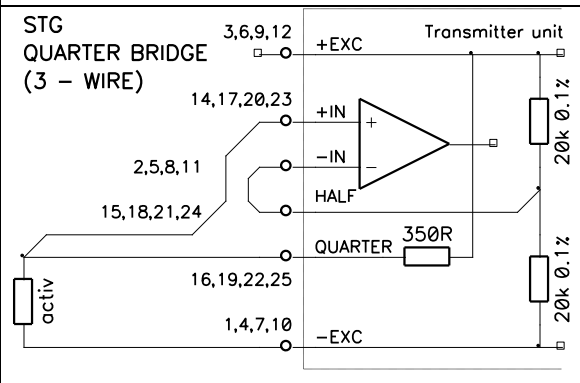 STG
QUARTER BRIDGE
(3 - WIRE)
3,6,9,12
+EXC
Transmitter unit
14,17,20,23
+IN
+
20k 0.1%
2,5,8,11
-IN
-
HALF
15,18,21,24
QUARTER
350R
16,19,22,25
activ
20k 0.1%
1,4,7,10
-EXC